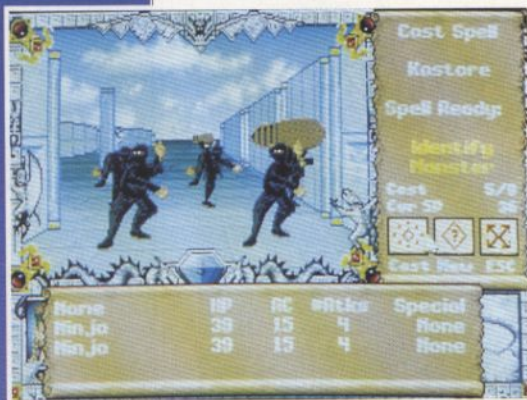 Cast Spell
Kastore
Spell Ready:
Identify
Monster
Cost 5/0
Cur SP
Cast New ESC
Name HP AC #Atks Special
Ninja 39 15 4 None
Ninja 39 15 4 None